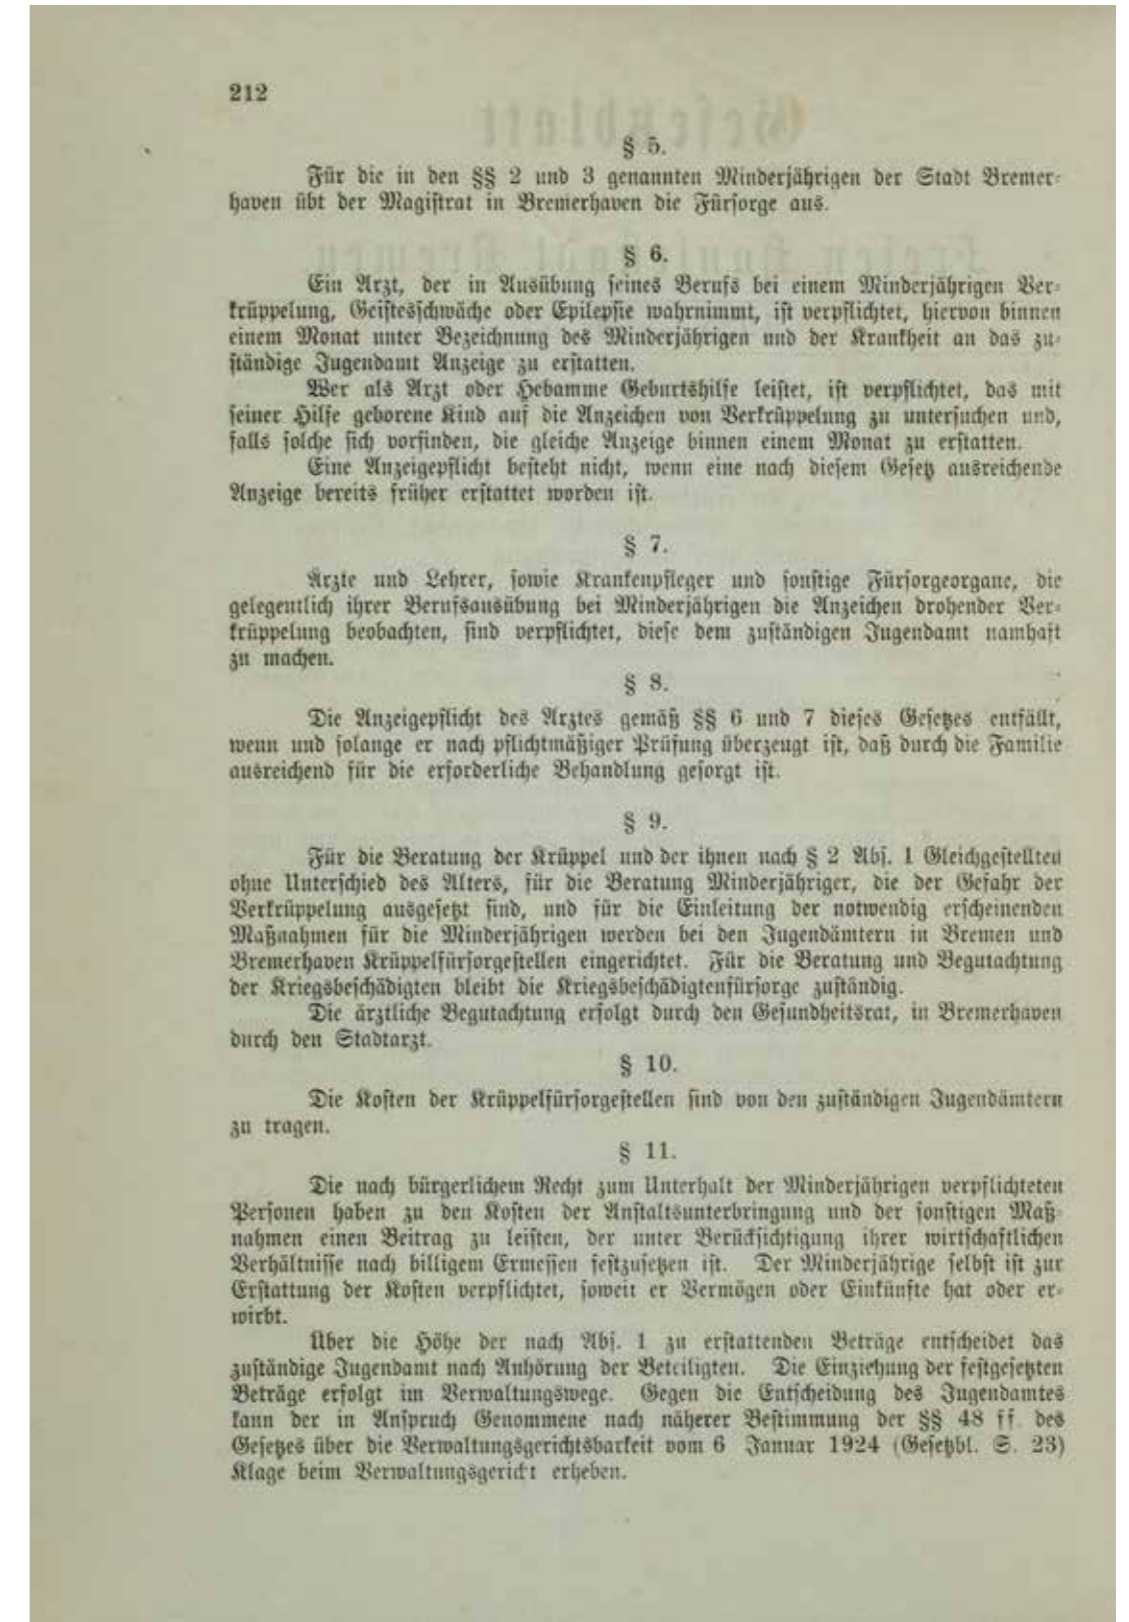 212
§ 5.
Für die in den §§ 2 und 3 genannten Minderjährigen der Stadt Bremer-
haven übt der Magistrat in Bremerhaven die Fürsorge aus.
§ 6.
Ein Arzt, der in Ausübung seines Berufs bei einem Minderjährigen Ver-
krüppelung, Geistesschwäche oder Epilepsie wahrnimmt, ist verpflichtet, hiervon binnen
einem Monat unter Bezeichnung des Minderjährigen und der Krankheit an das zu-
ständige Jugendamt Anzeige zu erstatten.
Wer als Arzt oder Hebamme Geburtshilfe leistet, ist verpflichtet, das mit
seiner Hilfe geborene Kind auf die Anzeichen von Verkrüppelung zu untersuchen und,
falls solche sich vorfinden, die gleiche Anzeige binnen einem Monat zu erstatten.
Eine Anzeigepflicht besteht nicht, wenn eine nach diesem Gesetz ausreichende
Anzeige bereits früher erstattet worden ist.
§ 7.
Ärzte und Lehrer, sowie Krankenpfleger und sonstige Fürsorgeorgane, die
gelegentlich ihrer Berufsausübung bei Minderjährigen die Anzeichen drohender Ver-
krüppelung beobachten, sind verpflichtet, diese dem zuständigen Jugendamt namhaft
zu machen.
§ 8.
Die Anzeigepflicht des Arztes gemäß §§ 6 und 7 dieses Gesetzes entfällt,
wenn und solange er nach pflichtmäßiger Prüfung überzeugt ist, daß durch die Familie
ausreichend für die erforderliche Behandlung gesorgt ist.
§ 9.
Für die Beratung der Krüppel und der ihnen nach § 2 Abs. 1 Gleichgestellten
ohne Unterschied des Alters, für die Beratung Minderjähriger, die der Gefahr der
Verkrüppelung ausgesetzt sind, und für die Einleitung der notwendig erscheinenden
Maßnahmen für die Minderjährigen werden bei den Jugendämtern in Bremen und
Bremerhaven Krüppelfürsorgestellen eingerichtet. Für die Beratung und Begutachtung
der Kriegsbeschädigten bleibt die Kriegsbeschädigtenfürsorge zuständig.
Die ärztliche Begutachtung erfolgt durch den Gesundheitsrat, in Bremerhaven
durch den Stadtarzt.
§ 10.
Die Kosten der Krüppelfürsorgestellen sind von den zuständigen Jugendämtern
zu tragen.
§ 11.
Die nach bürgerlichem Recht zum Unterhalt der Minderjährigen verpflichteten
Personen haben zu den Kosten der Anstaltsunterbringung und der sonstigen Maß-
nahmen einen Beitrag zu leisten, der unter Berücksichtigung ihrer wirtschaftlichen
Verhältnisse nach billigem Ermessen festzusetzen ist. Der Minderjährige selbst ist zur
Erstattung der Kosten verpflichtet, soweit er Vermögen oder Einkünfte hat oder er-
wirbt.
Über die Höhe der nach Abs. 1 zu erstattenden Beträge entscheidet das
zuständige Jugendamt nach Anhörung der Beteiligten. Die Einziehung der festgesetzten
Beträge erfolgt im Verwaltungswege. Gegen die Entscheidung des Jugendamtes
kann der in Anspruch Genommene nach näherer Bestimmung der §§ 48 ff. des
Gesetzes über die Verwaltungsgerichtsbarkeit vom 6 Januar 1924 (Gesetzbl. S. 23)
Klage beim Verwaltungsgericht erheben.